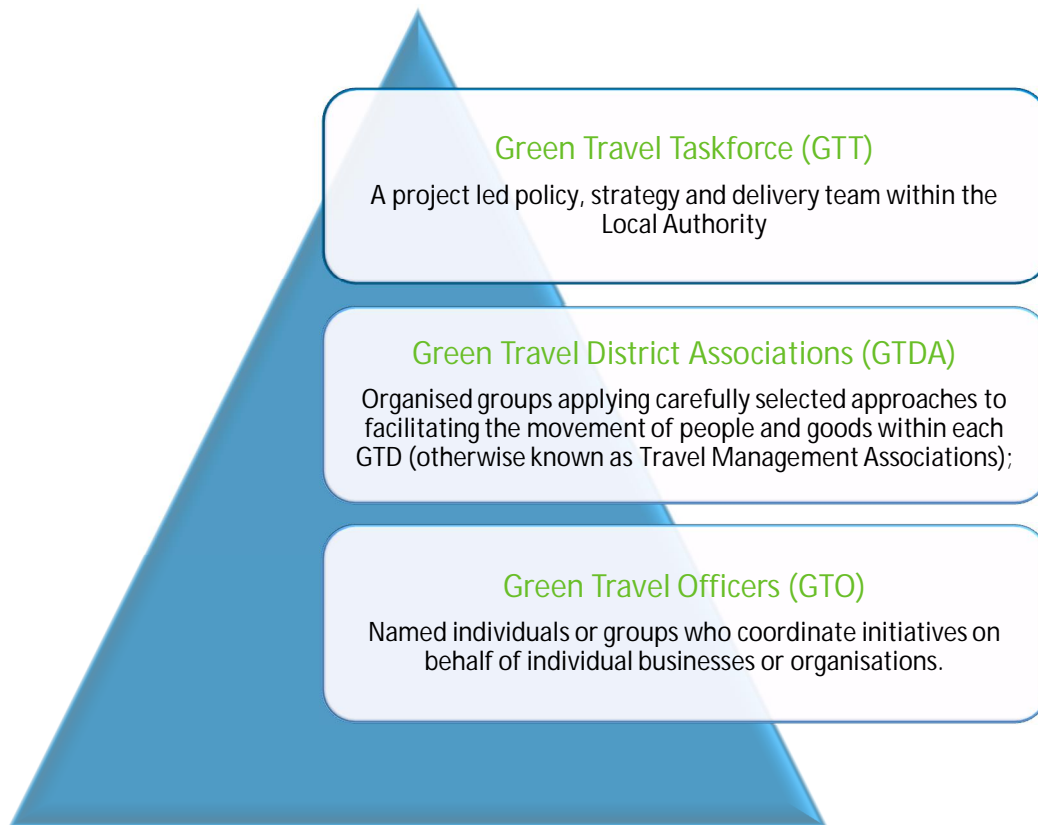 Green Travel Taskforce (GTT)
A project led policy, strategy and delivery team within the
Local Authority
Green Travel District Associations (GTDA)
Organised groups applying carefully selected approaches to
facilitating the movement of people and goods within each
GTD (otherwise known as Travel Management Associations);
Green Travel Officers (GTO)
Named individuals or groups who coordinate initiatives on
behalf of individual businesses or organisations.